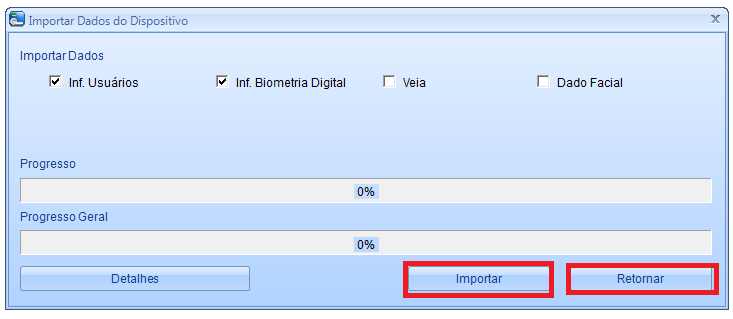 Importar Dados do Dispositivo
Importar Dados
Inf. Usuários Inf. Biometria Digital Veia Dado Facial
Progresso
0%
Progresso Geral
0%
Detalhes Importar Retornar